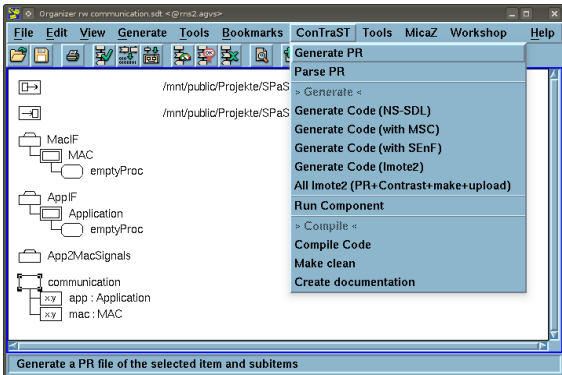 Organizer rw communication.sdt <@rns2.agvs>
File Edit View Generate Tools Bookmarks ConTraST Tools MicaZ Workshop Help
Generate PR
Parse PR
> Generate <
Generate Code (NS-SDL)
Generate Code (with MSC)
Generate Code (with SEnF)
Generate Code (Imote2)
All Imote2 (PR+Contrast+make+upload)
Run Component
> Compile <
Compile Code
Make clean
Create documentation
/mnt/public/Projekte/SPaS
/mnt/public/Projekte/SPaS
MacIF
MAC
emptyProc
AppIF
Application
emptyProc
App2MacSignals
communication
x:y app : Application
x:y mac : MAC
Generate a PR file of the selected item and subitems